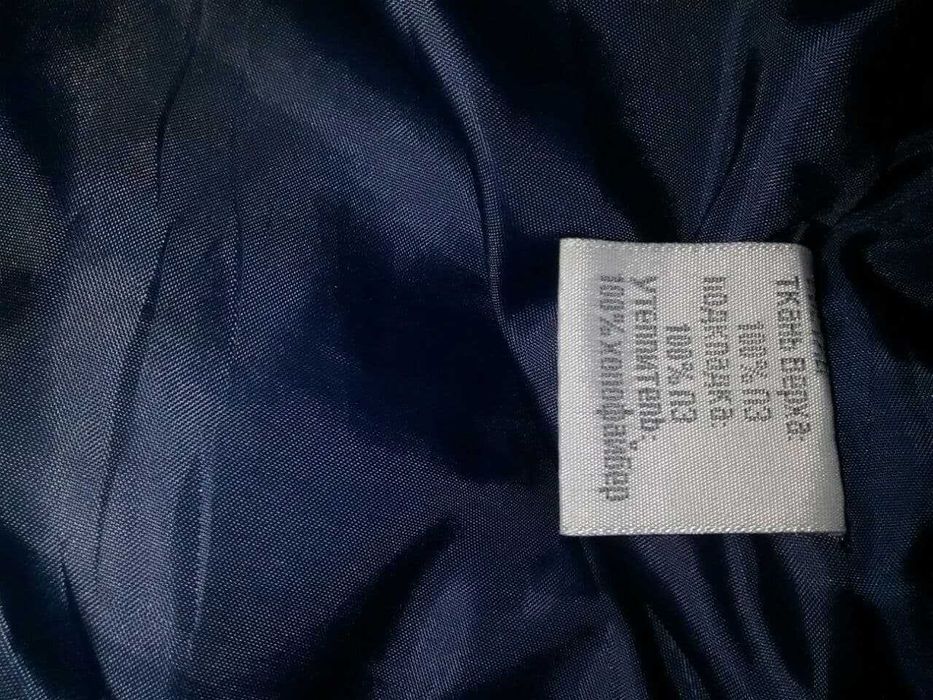 Ткань верха:
100% ПЭ
подкладка:
100% ПЭ
Утеплитель:
100% холофайбер